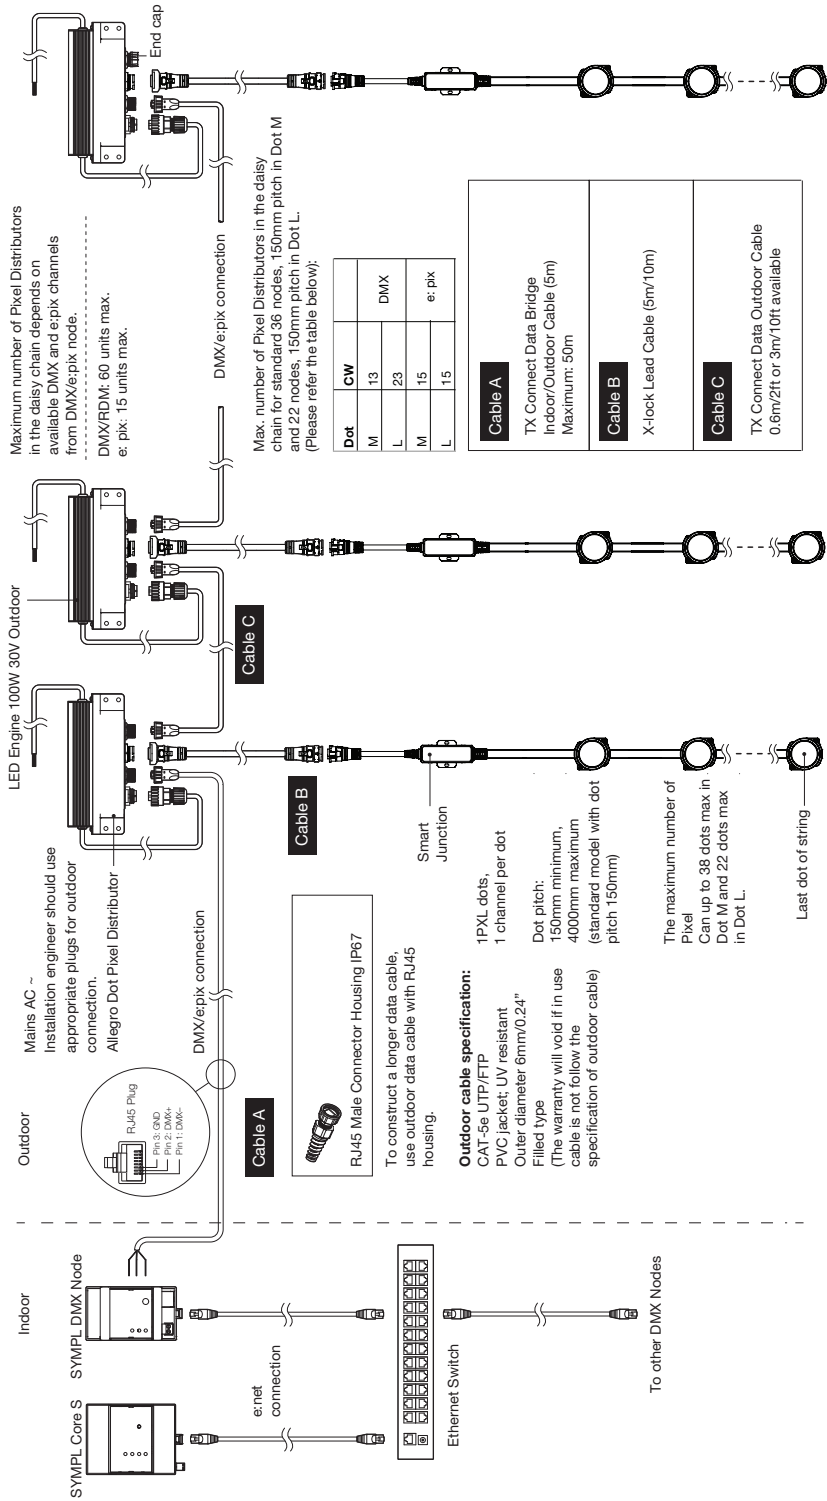 Indoor
Outdoor
SYMPL Core S
SYMPL DMX Node
e:net
connection
Ethernet Switch
To other DMX Nodes
RJ45 Plug
Pin 3: GND
Pin 2: DMX+
Pin 1: DMX–
Cable A
Mains AC ~
Installation engineer should use
appropriate plugs for outdoor
connection.
Allegro Dot Pixel Distributor
DMX/e:pix connection
RJ45 Male Connector Housing IP67
To construct a longer data cable,
use outdoor data cable with RJ45
housing.
Outdoor cable specification:
CAT-5e UTP/FTP
PVC jacket; UV resistant
Outer diameter 6mm/0.24"
Filled type
(The warranty will void if in use
cable is not follow the
specification of outdoor cable)
LED Engine 100W 30V Outdoor
Cable B
Cable C
Smart
Junction
1PXL dots,
1 channel per dot
Dot pitch:
150mm minimum,
4000mm maximum
(standard model with dot
pitch 150mm)
The maximum number of
Pixel
Can up to 38 dots max in
Dot M and 22 dots max
in Dot L.
Last dot of string
Maximum number of Pixel Distributors
in the daisy chain depends on
available DMX and e:pix channels
from DMX/e:pix node.
DMX/RDM: 60 units max.
e: pix: 15 units max.
End cap
DMX/e:pix connection
Max. number of Pixel Distributors in the daisy
chain for standard 36 nodes, 150mm pitch in Dot M
and 22 nodes, 150mm pitch in Dot L.
(Please refer the table below):
Dot CW
M 13 DMX
L 23
M 15 e: pix
L 15
Cable A
TX Connect Data Bridge
Indoor/Outdoor Cable (5m)
Maximum: 50m
Cable B
X-lock Lead Cable (5m/10m)
Cable C
TX Connect Data Outdoor Cable
0.6m/2ft or 3m/10ft available